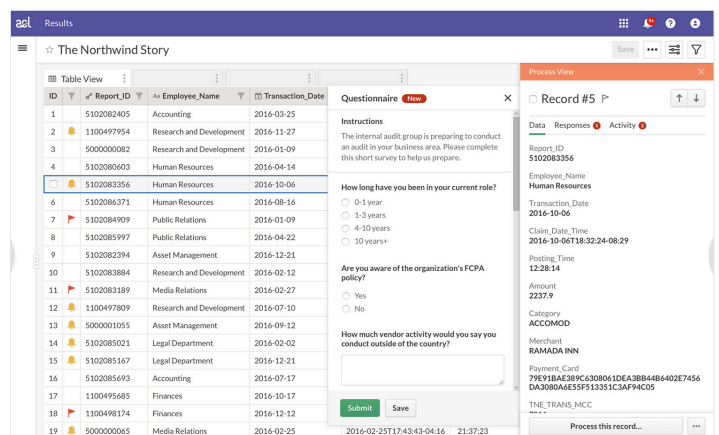 acl Results 9+
The Northwind Story Save
Table View
ID Report_ID Aa Employee_Name Transaction_Date
1 5102082405 Accounting 2016-03-25
2 1100497954 Research and Development 2016-11-27
3 5000000082 Research and Development 2016-01-09
4 5102080603 Human Resources 2016-04-14
5102083356 Human Resources 2016-10-06
6 5102086371 Human Resources 2016-08-16
7 5102084909 Public Relations 2016-01-09
8 5102085997 Public Relations 2016-04-22
9 5102082394 Asset Management 2016-12-21
10 5102083884 Research and Development 2016-02-12
11 5102083189 Media Relations 2016-02-27
12 1100497809 Research and Development 2016-07-10
13 5000001055 Asset Management 2016-09-12
14 5102085021 Legal Department 2016-02-02
15 5102085167 Legal Department 2016-12-21
16 5102085693 Accounting 2016-07-17
17 1100495685 Finances 2016-10-17
18 1100498174 Finances 2016-12-12
19 5000000065 Media Relations 2016-02-25 2016-02-25T17:43:43-04:16 21:37:23
Questionnaire New
Instructions
The internal audit group is preparing to conduct
an audit in your business area. Please complete
this short survey to help us prepare.
How long have you been in your current role?
0-1 year
1-3 years
4-10 years
10 years+
Are you aware of the organization's FCPA
policy?
Yes
No
How much vendor activity would you say you
conduct outside of the country?
Submit Save
Process View
Record #5
Data Responses 1 Activity 2
Report_ID
5102083356
Employee_Name
Human Resources
Transaction_Date
2016-10-06
Claim_Date_Time
2016-10-06T18:32:24-08:29
Posting_Time
12:28:14
Amount
2237.9
Category
ACCOMOD
Merchant
RAMADA INN
Payment_Card
79E91BAE389C6308061DEA3BB44B6402E7456
DA3080A6E55F513351C3AF94C05
TNE_TRANS_MCC
Process this record...